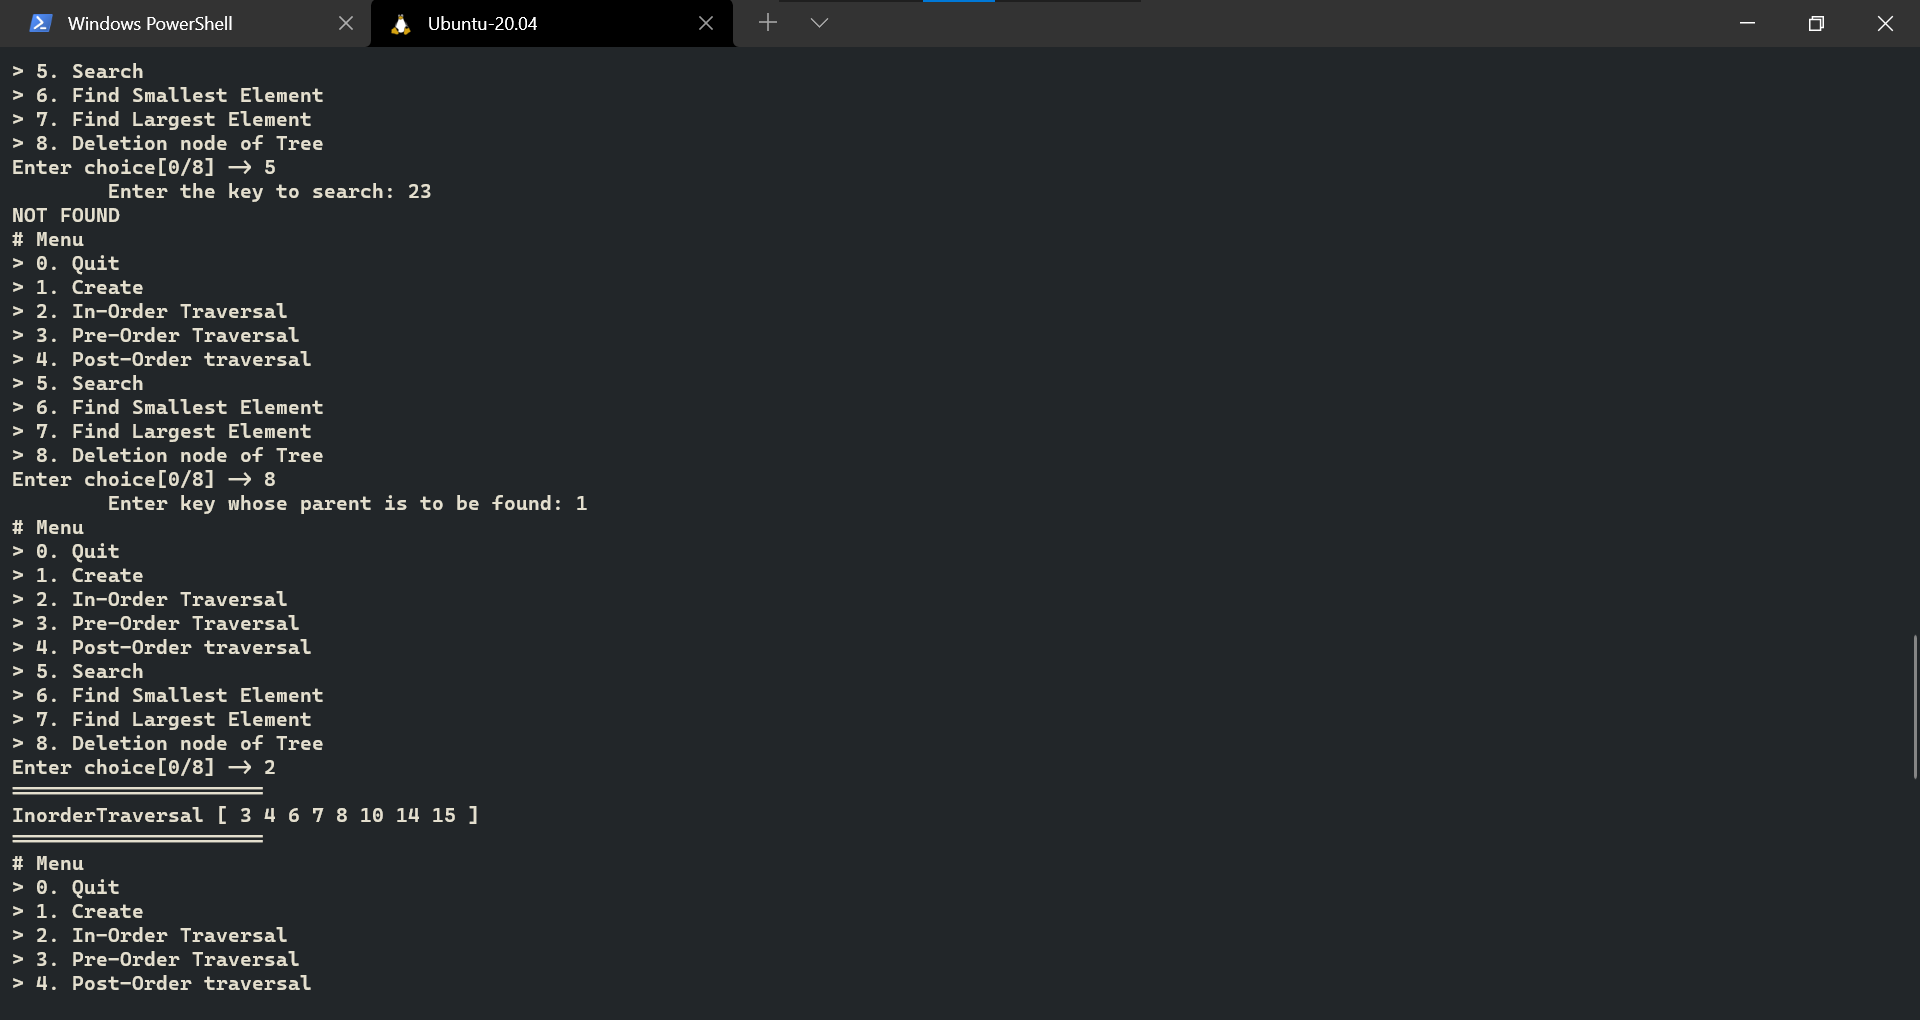 Windows PowerShell
Ubuntu-20.04
> 5. Search
> 6. Find Smallest Element
> 7. Find Largest Element
> 8. Deletion node of Tree
Enter choice[0/8] --> 5
Enter the key to search: 23
NOT FOUND
# Menu
> 0. Quit
> 1. Create
> 2. In-Order Traversal
> 3. Pre-Order Traversal
> 4. Post-Order traversal
> 5. Search
> 6. Find Smallest Element
> 7. Find Largest Element
> 8. Deletion node of Tree
Enter choice[0/8] --> 8
Enter key whose parent is to be found: 1
# Menu
> 0. Quit
> 1. Create
> 2. In-Order Traversal
> 3. Pre-Order Traversal
> 4. Post-Order traversal
> 5. Search
> 6. Find Smallest Element
> 7. Find Largest Element
> 8. Deletion node of Tree
Enter choice[0/8] --> 2
=====================
InorderTraversal [ 3 4 6 7 8 10 14 15 ]
=====================
# Menu
> 0. Quit
> 1. Create
> 2. In-Order Traversal
> 3. Pre-Order Traversal
> 4. Post-Order traversal